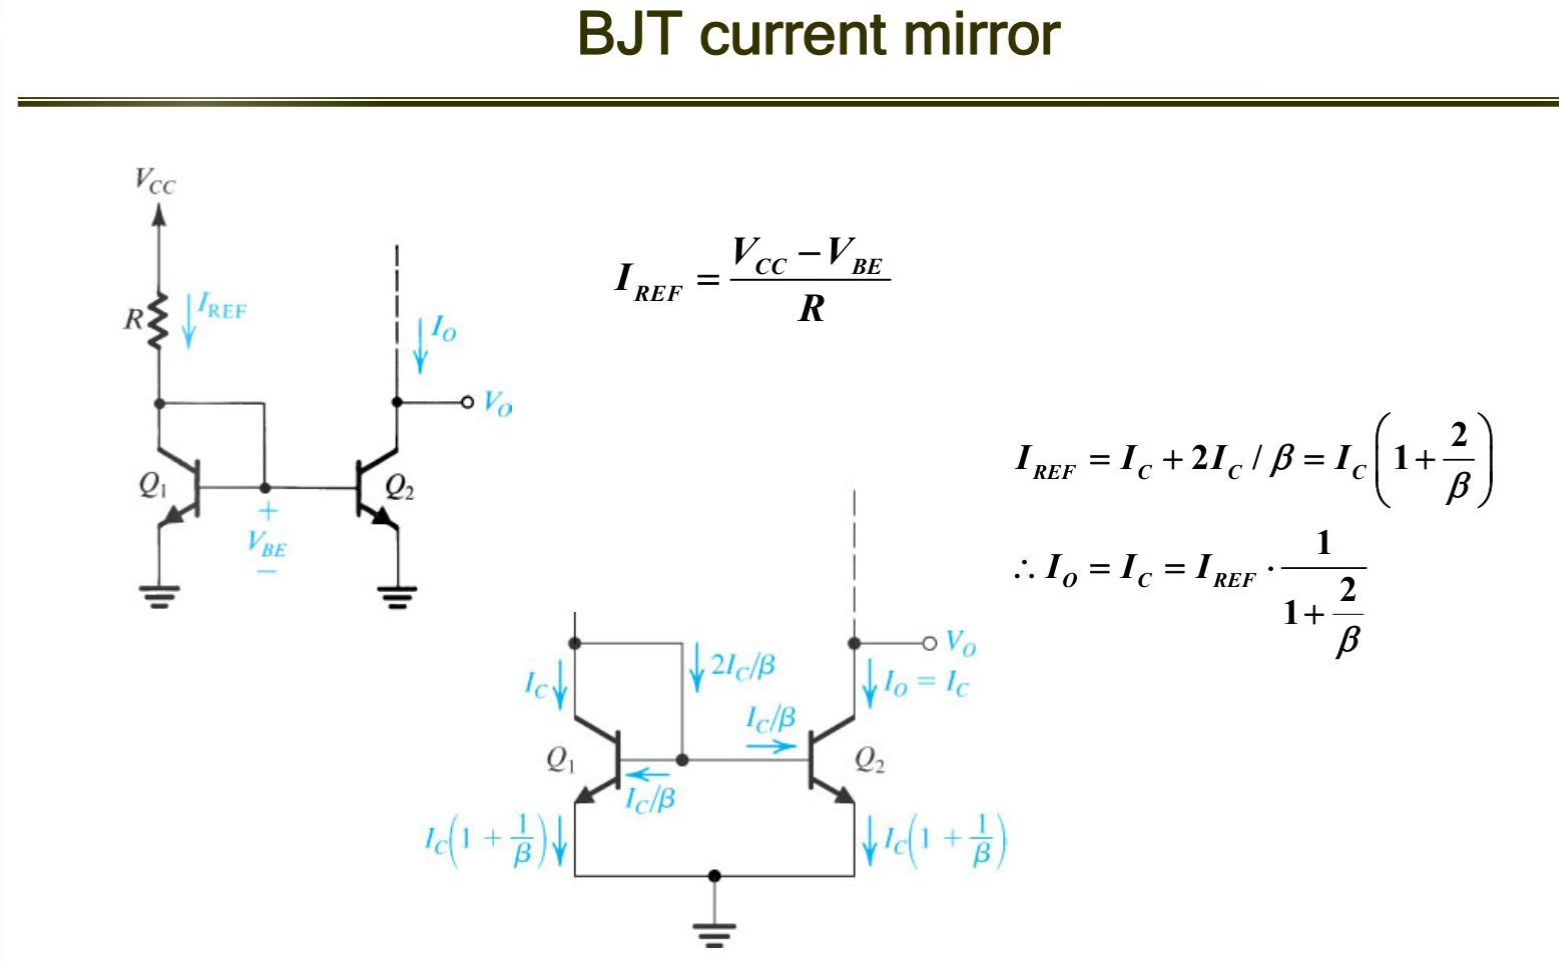 BJT current mirror
V_CC
R
I_REF
I_O
V_O
Q_1
Q_2
+
V_BE
−
I_REF = (V_CC − V_BE) / R
I_REF = I_C + 2I_C / β = I_C (1 + 2/β)
∴ I_O = I_C = I_REF · 1 / (1 + 2/β)
V_O
I_C
2I_C/β
I_O = I_C
I_C/β
Q_1
Q_2
I_C/β
I_C(1 + 1/β)
I_C(1 + 1/β)